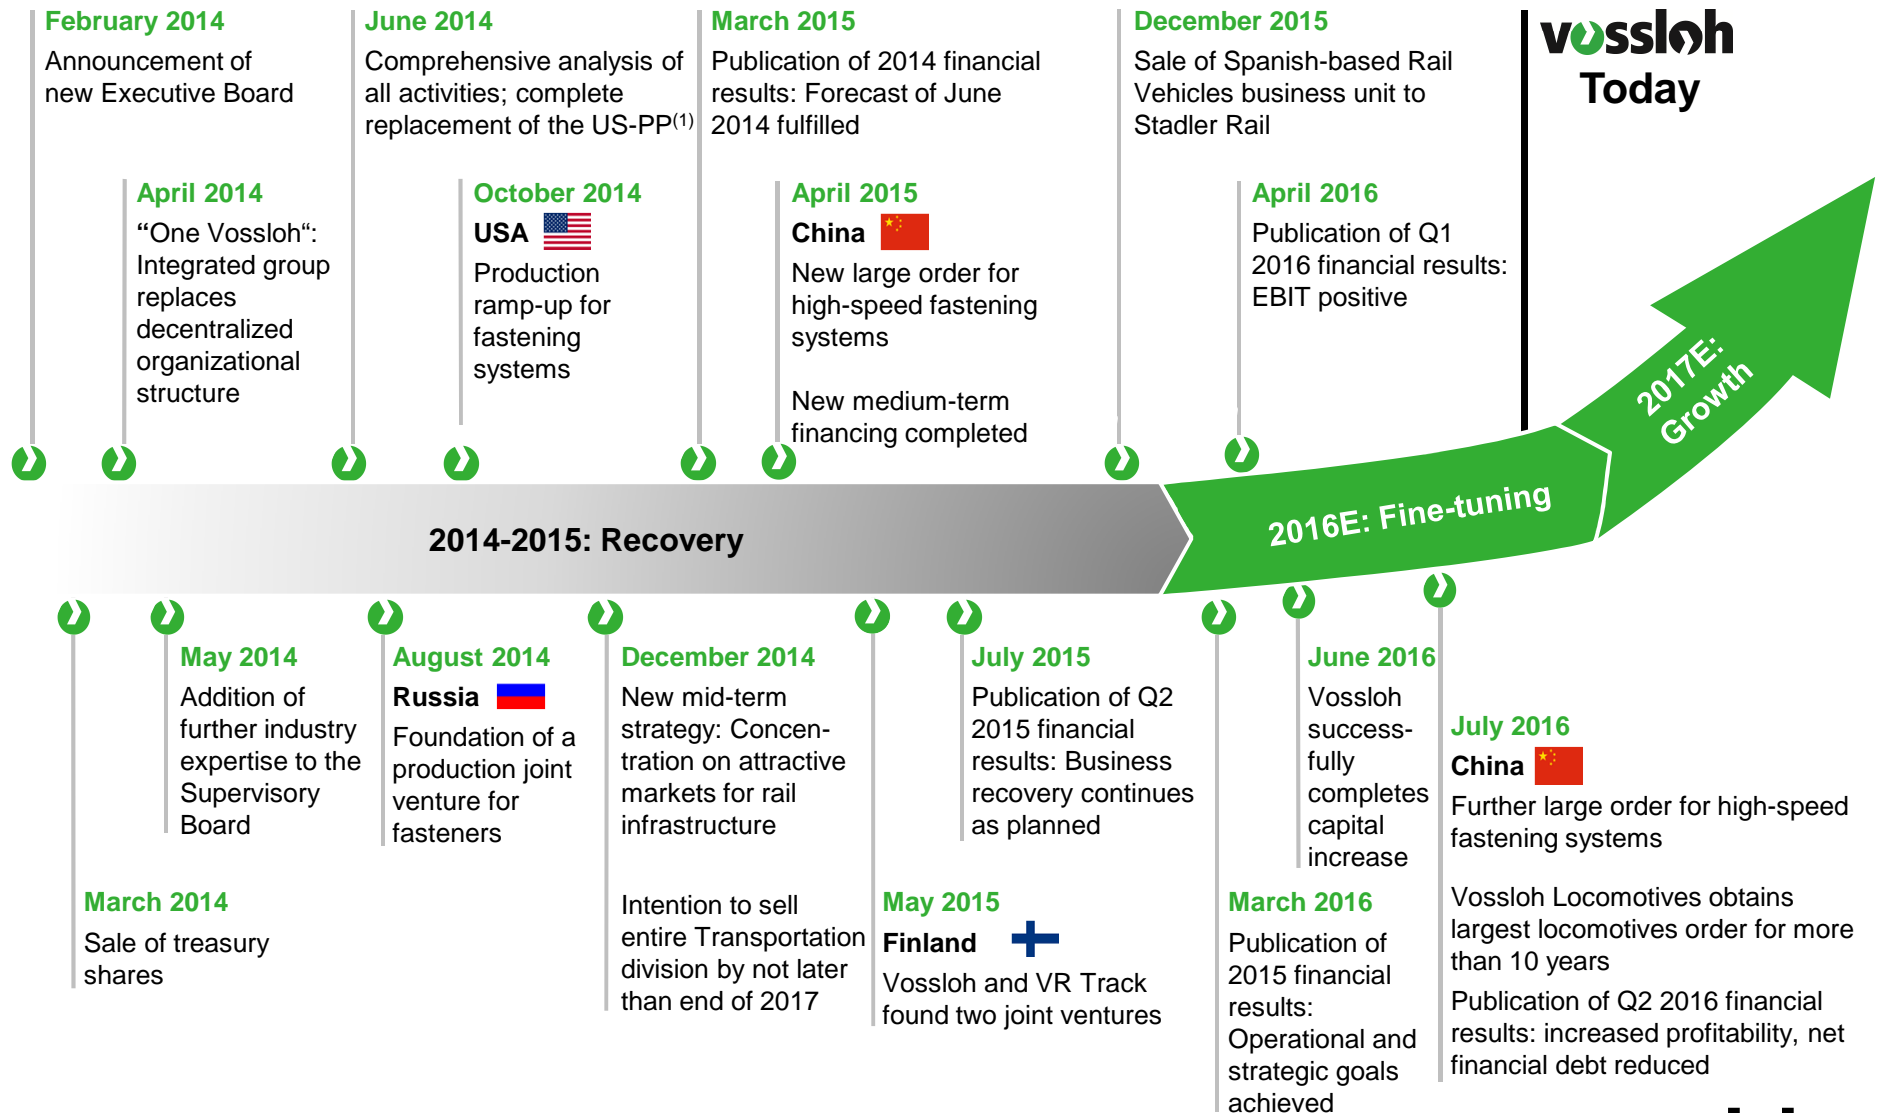 February 2014
Announcement of
new Executive Board
June 2014
Comprehensive analysis of
all activities; complete
replacement of the US-PP(1)
March 2015
Publication of 2014 financial
results: Forecast of June
2014 fulfilled
December 2015
Sale of Spanish-based Rail
Vehicles business unit to
Stadler Rail
vossloh
Today
April 2014
“One Vossloh“:
Integrated group
replaces
decentralized
organizational
structure
October 2014
USA
Production
ramp-up for
fastening
systems
April 2015
China
New large order for
high-speed fastening
systems
New medium-term
financing completed
April 2016
Publication of Q1
2016 financial results:
EBIT positive
2014-2015: Recovery
2016E: Fine-tuning
2017E:
Growth
May 2014
Addition of
further industry
expertise to the
Supervisory
Board
August 2014
Russia
Foundation of a
production joint
venture for
fasteners
December 2014
New mid-term
strategy: Concen-
tration on attractive
markets for rail
infrastructure
Intention to sell
entire Transportation
division by not later
than end of 2017
July 2015
Publication of Q2
2015 financial
results: Business
recovery continues
as planned
June 2016
Vossloh
success-
fully
completes
capital
increase
July 2016
China
Further large order for high-speed
fastening systems
Vossloh Locomotives obtains
largest locomotives order for more
than 10 years
Publication of Q2 2016 financial
results: increased profitability, net
financial debt reduced
March 2014
Sale of treasury
shares
May 2015
Finland
Vossloh and VR Track
found two joint ventures
March 2016
Publication of
2015 financial
results:
Operational and
strategic goals
achieved